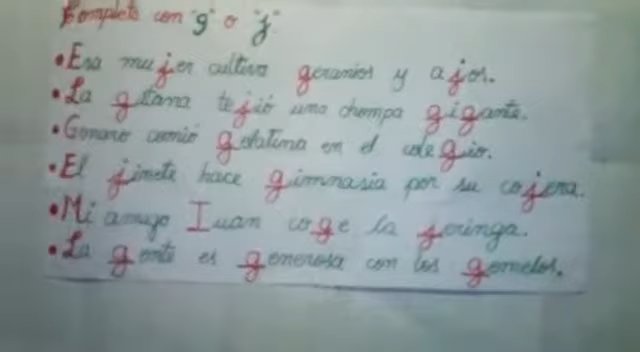 Completa con "g" o "j"
• Esa mujer cultiva geranios y ajos.
• La gitana tejió una chompa gigante.
• Genaro comió gelatina en el colegio.
• El jinete hace gimnasia por su cojera.
• Mi amigo Juan coge la jeringa.
• La gente es generosa con los gemelos.